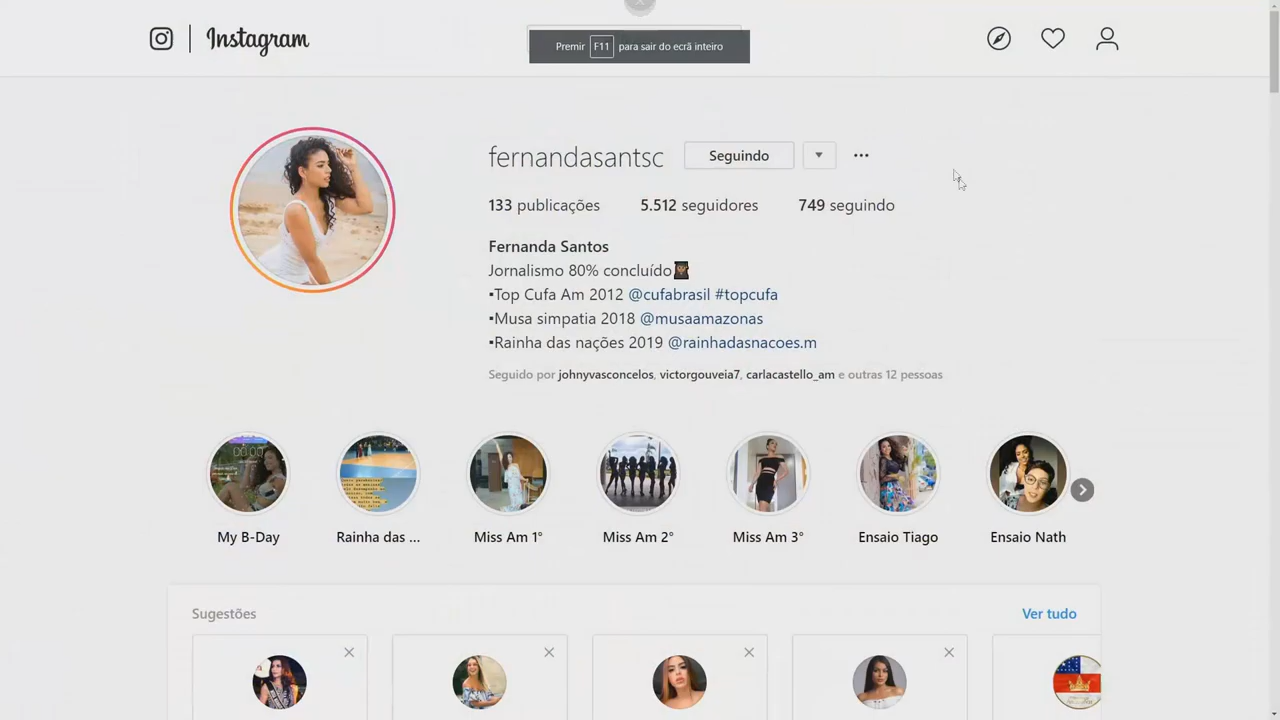 Instagram
Premir F11 para sair do ecrã inteiro
fernandasantsc Seguindo
133 publicações 5.512 seguidores 749 seguindo
Fernanda Santos
Jornalismo 80% concluído
▪Top Cufa Am 2012 @cufabrasil #topcufa
▪Musa simpatia 2018 @musaamazonas
▪Rainha das nações 2019 @rainhadasnacoes.m
Seguido por johnyvasconcelos, victorgouveia7, carlacastello_am e outras 12 pessoas
My B-Day Rainha das ... Miss Am 1° Miss Am 2° Miss Am 3° Ensaio Tiago Ensaio Nath
Sugestões Ver tudo